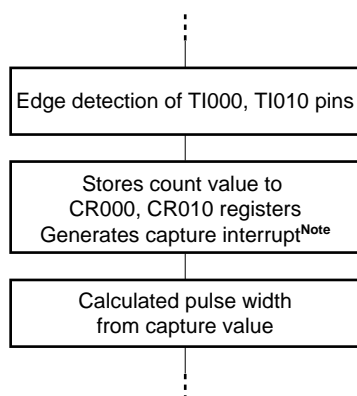 Edge detection of TI000, TI010 pins
Stores count value to
CR000, CR010 registers
Generates capture interruptNote
Calculated pulse width
from capture value